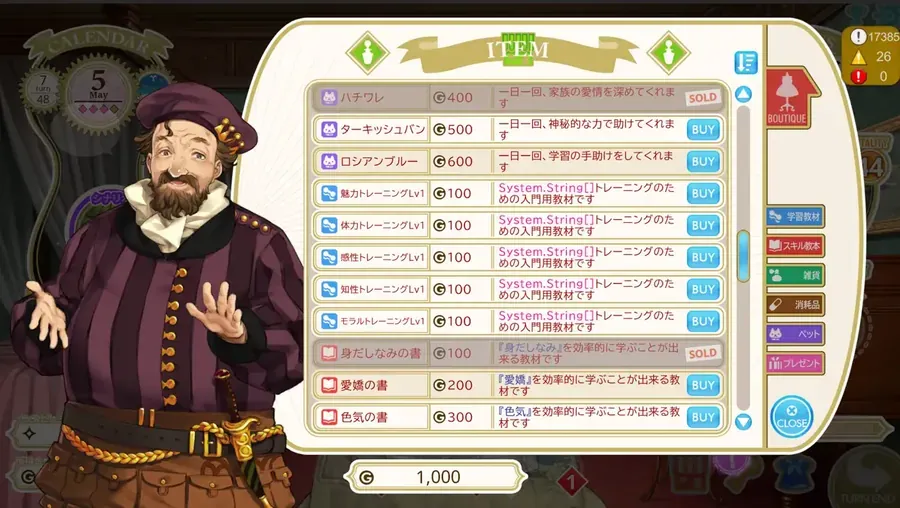 CALENDAR
7
turn
48
5
May
ITEM
17385
26
0
BOUTIQUE
ハチワレ
G400
一日一回、家族の愛情を深めてくれま
す
SOLD
ターキッシュバン
G500
一日一回、神秘的な力で助けてくれま
す
BUY
ロシアンブルー
G600
一日一回、学習の手助けをしてくれま
す
BUY
魅力トレーニングLv1
G100
System.String[]トレーニングのた
めの入門用教材です
BUY
体力トレーニングLv1
G100
System.String[]トレーニングのた
めの入門用教材です
BUY
感性トレーニングLv1
G100
System.String[]トレーニングのた
めの入門用教材です
BUY
知性トレーニングLv1
G100
System.String[]トレーニングのた
めの入門用教材です
BUY
モラルトレーニングLv1
G100
System.String[]トレーニングのた
めの入門用教材です
BUY
身だしなみの書
G100
『身だしなみ』を効率的に学ぶことが出
来る教材です
SOLD
愛嬌の書
G200
『愛嬌』を効率的に学ぶことが出来る教
材です
BUY
色気の書
G300
『色気』を効率的に学ぶことが出来る教
材です
BUY
学習教材
スキル教本
雑貨
消耗品
ペット
プレゼント
CLOSE
G 1,000
1
TURN END